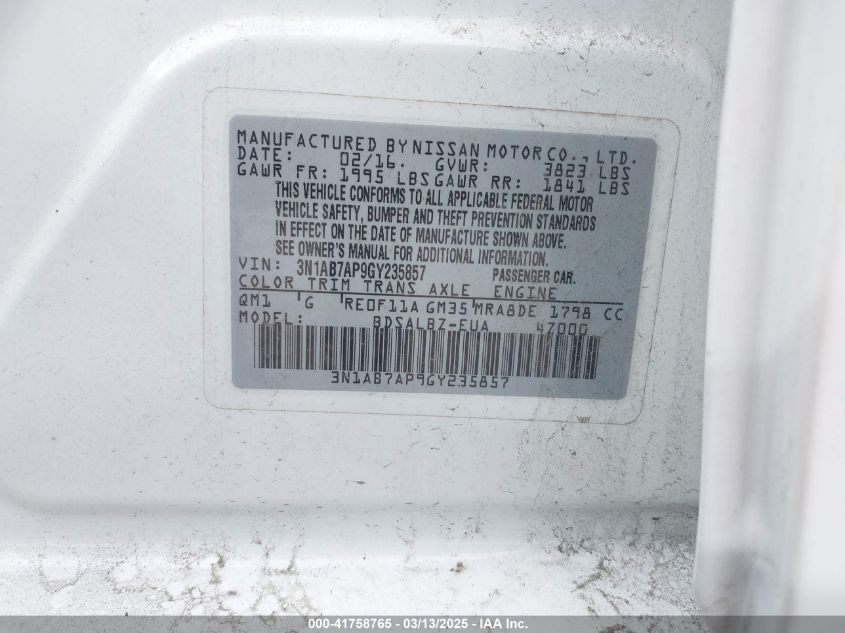 MANUFACTURED BY NISSAN MOTOR CO., LTD.
DATE: 02/16. GVWR: 3823 LBS
GAWR FR: 1995 LBS GAWR RR: 1841 LBS
THIS VEHICLE CONFORMS TO ALL APPLICABLE FEDERAL MOTOR
VEHICLE SAFETY, BUMPER AND THEFT PREVENTION STANDARDS
IN EFFECT ON THE DATE OF MANUFACTURE SHOWN ABOVE.
SEE OWNER'S MANUAL FOR ADDITIONAL INFORMATION.
VIN: 3N1AB7AP9GY235857 PASSENGER CAR.
COLOR TRIM TRANS AXLE ENGINE
QM1 'G RE0F11A GM35 MRA8DE 1798 CC
MODEL: BDSALBZ-EUA 47000
3N1AB7AP9GY235857
000-41758765 - 03/13/2025 - IAA Inc.